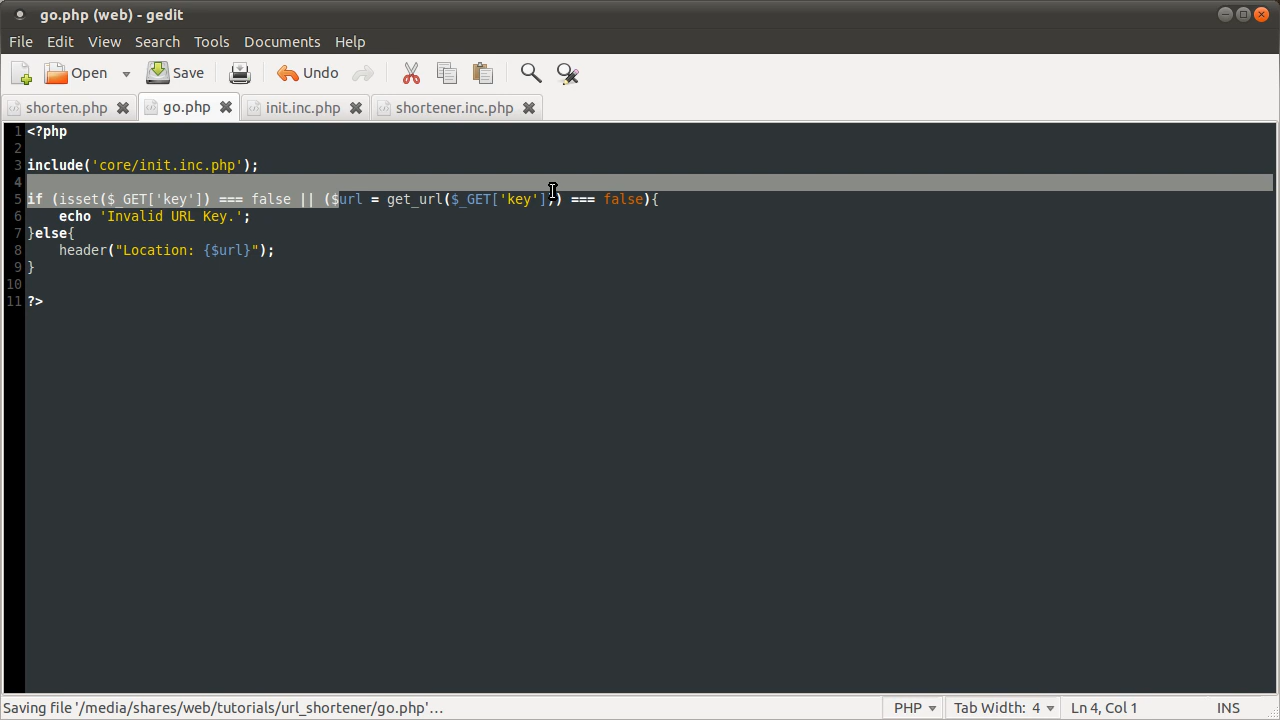 go.php (web) - gedit
File Edit View Search Tools Documents Help
Open Save Undo
shorten.php go.php init.inc.php shortener.inc.php
1 <?php
2
3 include('core/init.inc.php');
4
5 if (isset($_GET['key']) === false || ($url = get_url($_GET['key'])) === false){
6 echo 'Invalid URL Key.';
7 }else{
8 header("Location: {$url}");
9 }
10
11 ?>
Saving file '/media/shares/web/tutorials/url_shortener/go.php'… PHP Tab Width: 4 Ln 4, Col 1 INS